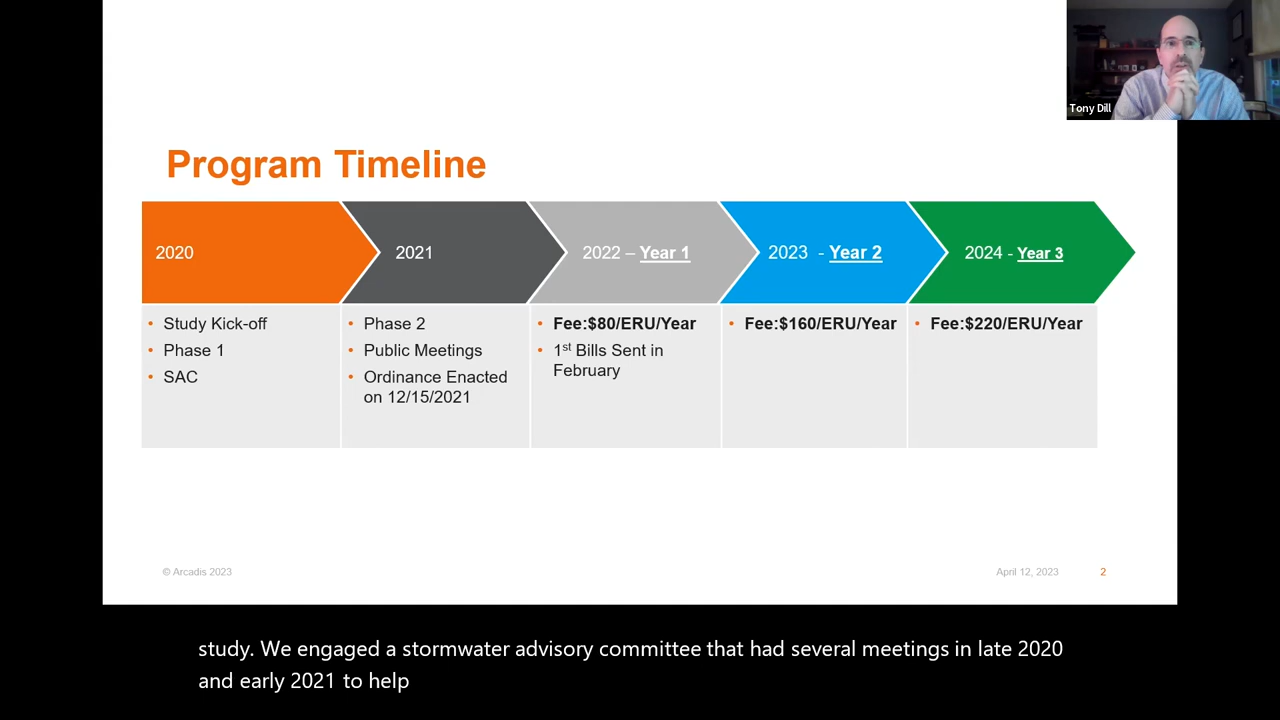 Tony Dill
Program Timeline
2020
2021
2022 – Year 1
2023 - Year 2
2024 - Year 3
• Study Kick-off
• Phase 1
• SAC
• Phase 2
• Public Meetings
• Ordinance Enacted
on 12/15/2021
• Fee:$80/ERU/Year
• 1st Bills Sent in
February
• Fee:$160/ERU/Year
• Fee:$220/ERU/Year
© Arcadis 2023
April 12, 2023
2
study. We engaged a stormwater advisory committee that had several meetings in late 2020
and early 2021 to help